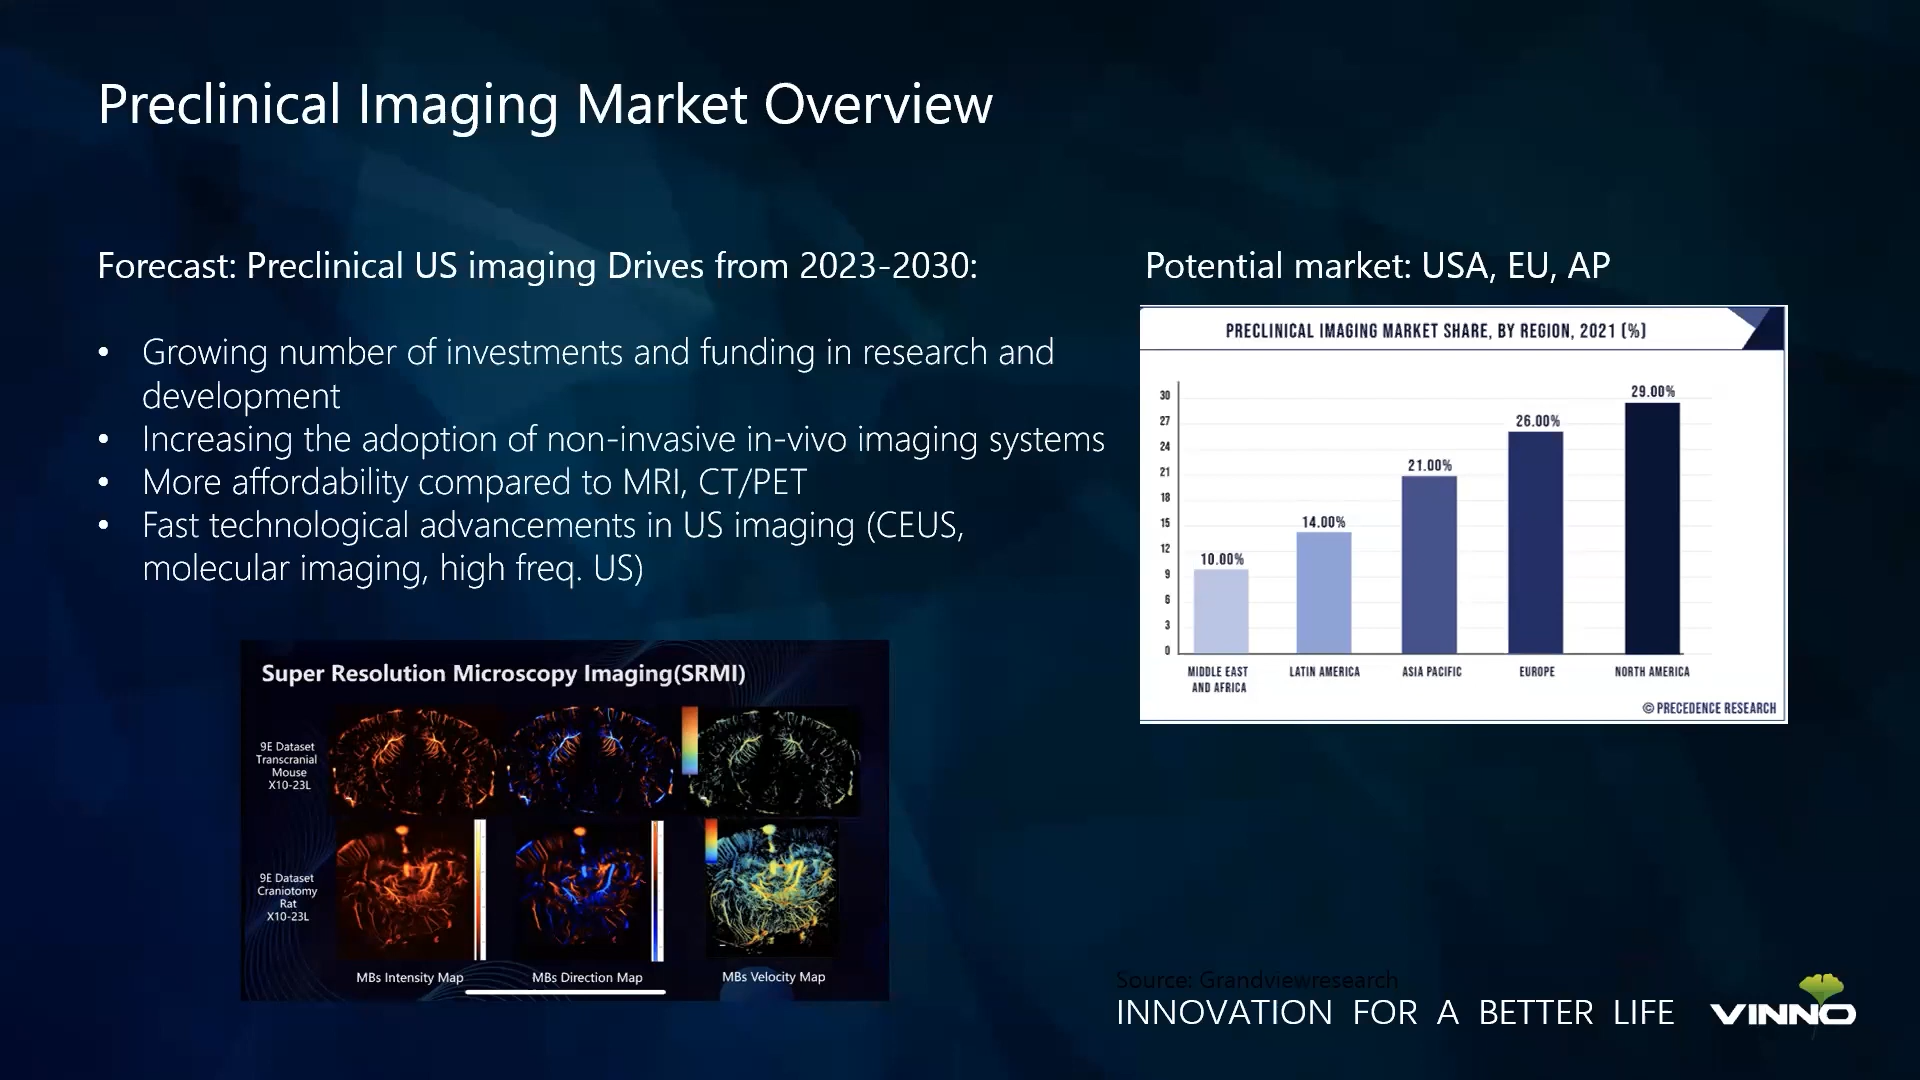 Preclinical Imaging Market Overview
Forecast: Preclinical US imaging Drives from 2023-2030:
• Growing number of investments and funding in research and
development
• Increasing the adoption of non-invasive in-vivo imaging systems
• More affordability compared to MRI, CT/PET
• Fast technological advancements in US imaging (CEUS,
molecular imaging, high freq. US)
Super Resolution Microscopy Imaging(SRMI)
9E Dataset
Transcranial
Mouse
X10-23L
9E Dataset
Craniotomy
Rat
X10-23L
MBs Intensity Map
MBs Direction Map
MBs Velocity Map
Potential market: USA, EU, AP
PRECLINICAL IMAGING MARKET SHARE, BY REGION, 2021 (%)
30
27
24
21
18
15
12
9
6
3
0
10.00%
14.00%
21.00%
26.00%
29.00%
MIDDLE EAST
AND AFRICA
LATIN AMERICA
ASIA PACIFIC
EUROPE
NORTH AMERICA
© PRECEDENCE RESEARCH
Source: Grandviewresearch
INNOVATION FOR A BETTER LIFE
VINNO